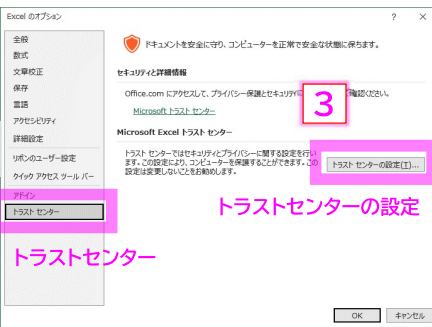 Excel のオプション
? ×
全般
数式
文章校正
保存
言語
アクセシビリティ
詳細設定
リボンのユーザー設定
クイック アクセス ツール バー
アドイン
トラスト センター
ドキュメントを安全に守り、コンピューターを正常で安全な状態に保ちます。
セキュリティと詳細情報
Office.com にアクセスして、プライバシー保護とセキュリティに
確認ください。
3
Microsoft トラスト センター
Microsoft Excel トラスト センター
トラスト センターではセキュリティとプライバシーに関する設定を行い
ます。この設定により、コンピューターを保護することができます。この
設定は変更しないことをお勧めします。
トラスト センターの設定(T)...
トラストセンターの設定
トラストセンター
OK
キャンセル